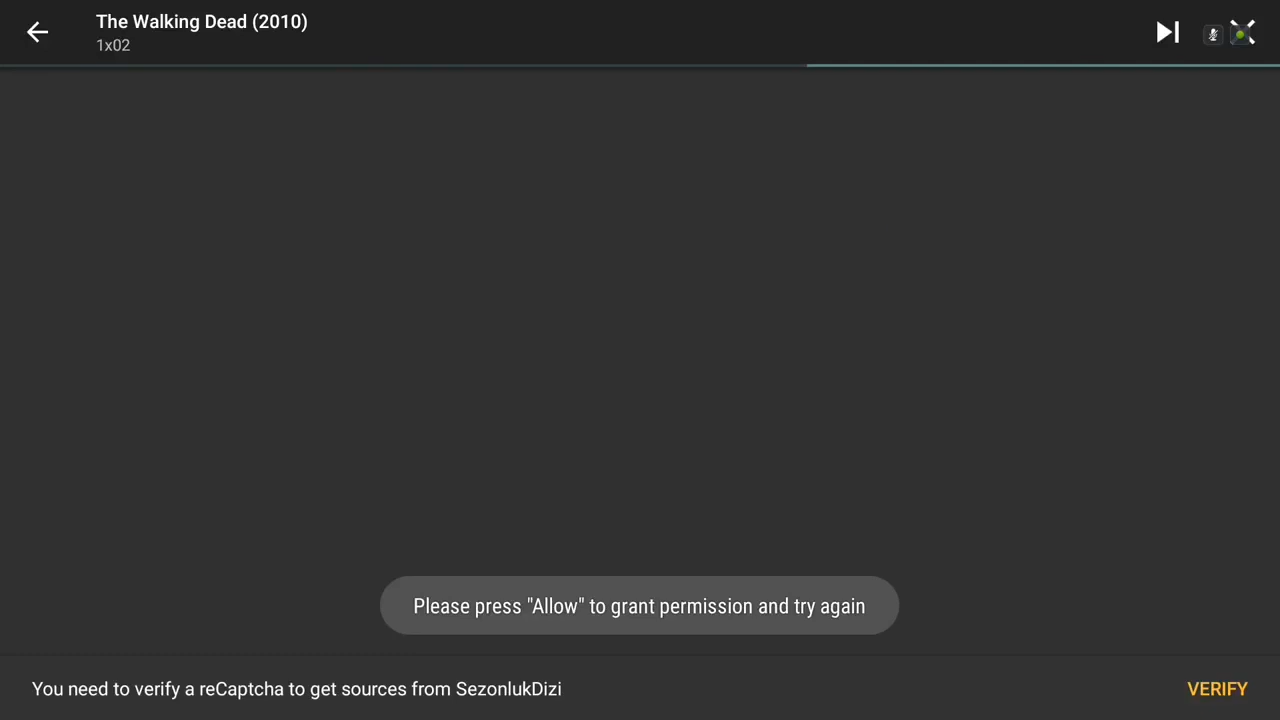 The Walking Dead (2010)
1x02
Please press "Allow" to grant permission and try again
You need to verify a reCaptcha to get sources from SezonlukDizi
VERIFY